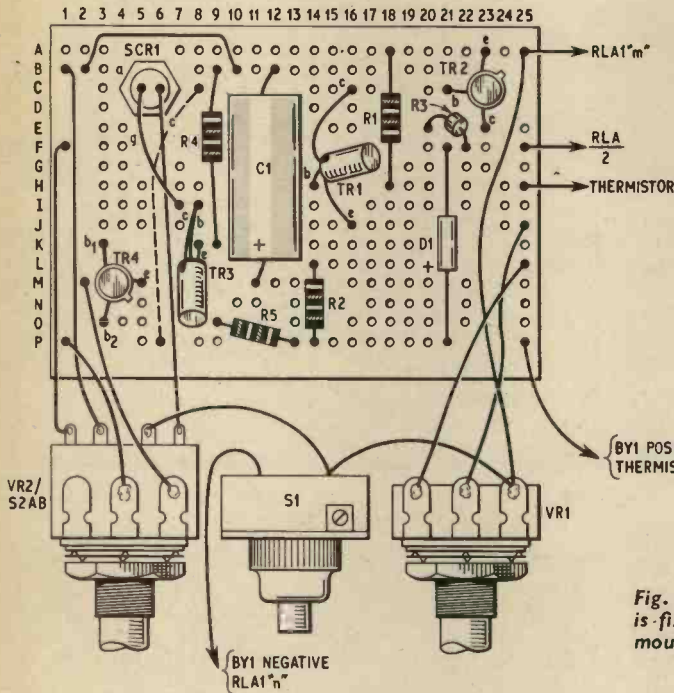 1 2 3 4 5 6 7 8 9 10 11 12 13 14 15 16 17 18 19 20 21 22 23 24 25
A
B
C
D
E
F
G
H
I
J
K
L
M
N
O
P
SCR1
a
g
c
R4
C1
+
c
b
TR1
e
R1
e
TR2
b
c
R3
D1
+
b1
TR4
e
b2
c
b
e
TR3
R5
R2
RLA1"m"
RLA
2
THERMISTOR
BY1 POS
THERMIS
VR2/
S2AB
S1
VR1
BY1 NEGATIVE
RLA1"n"
Fig.
is fi
mou